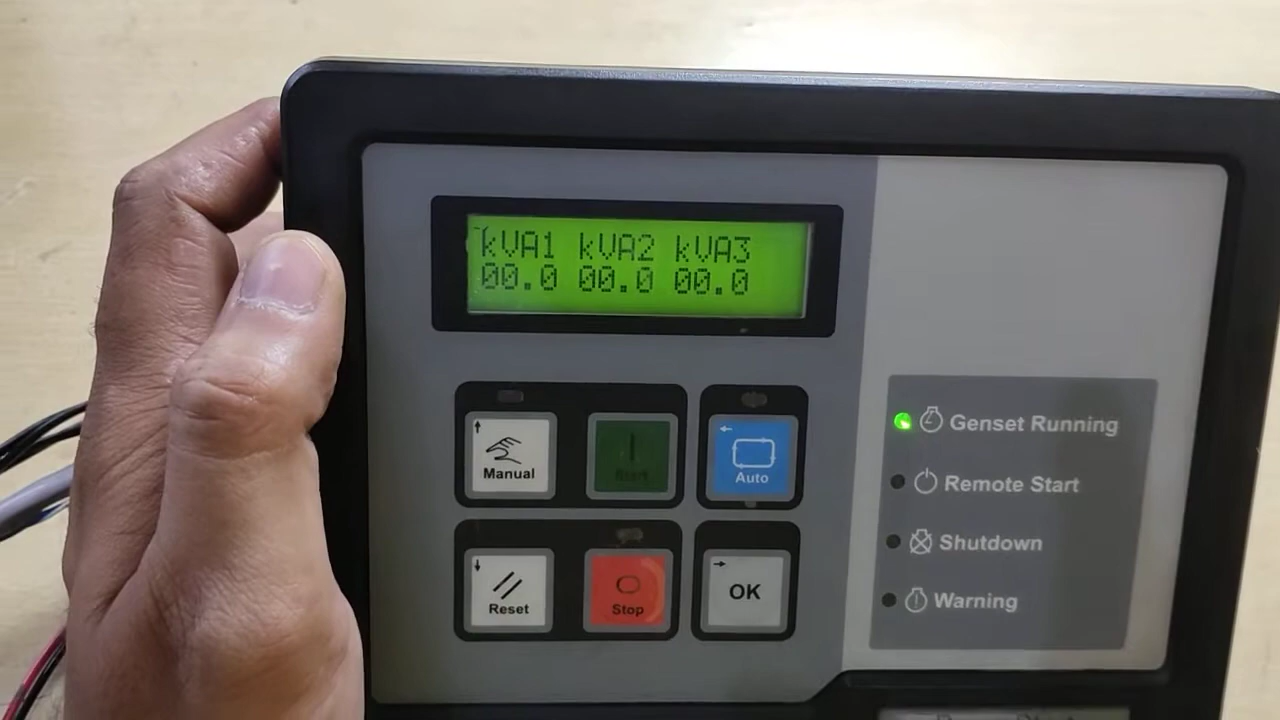 kVA1 kVA2 kVA3
00.0 00.0 00.0
Manual
Start
Auto
Reset
Stop
OK
Genset Running
Remote Start
Shutdown
Warning